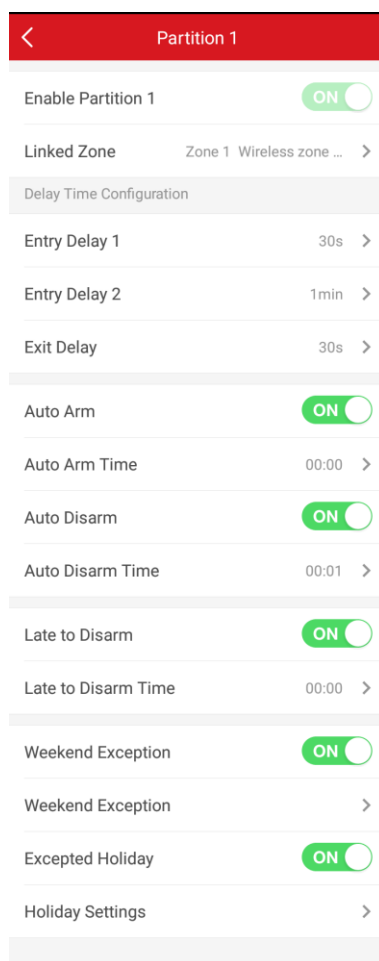 Partition 1
Enable Partition 1 ON
Linked Zone Zone 1 Wireless zone ...
Delay Time Configuration
Entry Delay 1 30s
Entry Delay 2 1min
Exit Delay 30s
Auto Arm ON
Auto Arm Time 00:00
Auto Disarm ON
Auto Disarm Time 00:01
Late to Disarm ON
Late to Disarm Time 00:00
Weekend Exception ON
Weekend Exception
Excepted Holiday ON
Holiday Settings